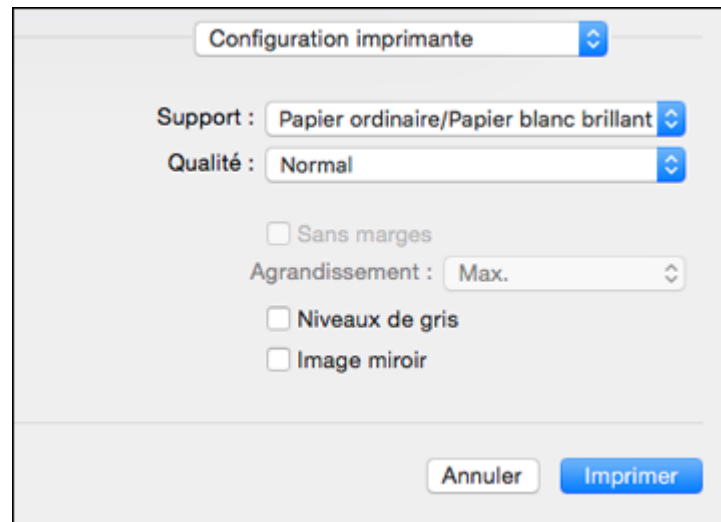 Configuration imprimante
Support : Papier ordinaire/Papier blanc brillant
Qualité : Normal
Sans marges
Agrandissement : Max.
Niveaux de gris
Image miroir
Annuler Imprimer